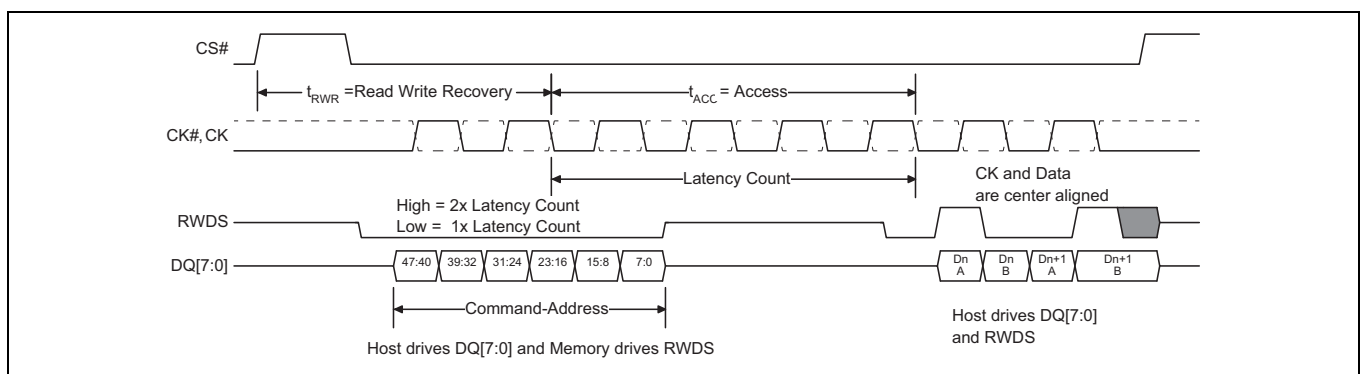 CS#
t_RWR =Read Write Recovery
t_ACC = Access
CK#, CK
Latency Count
CK and Data
are center aligned
High = 2x Latency Count
Low = 1x Latency Count
RWDS
DQ[7:0]
47:40 39:32 31:24 23:16 15:8 7:0
Dn
A
Dn
B
Dn+1
A
Dn+1
B
Command-Address
Host drives DQ[7:0]
and RWDS
Host drives DQ[7:0] and Memory drives RWDS